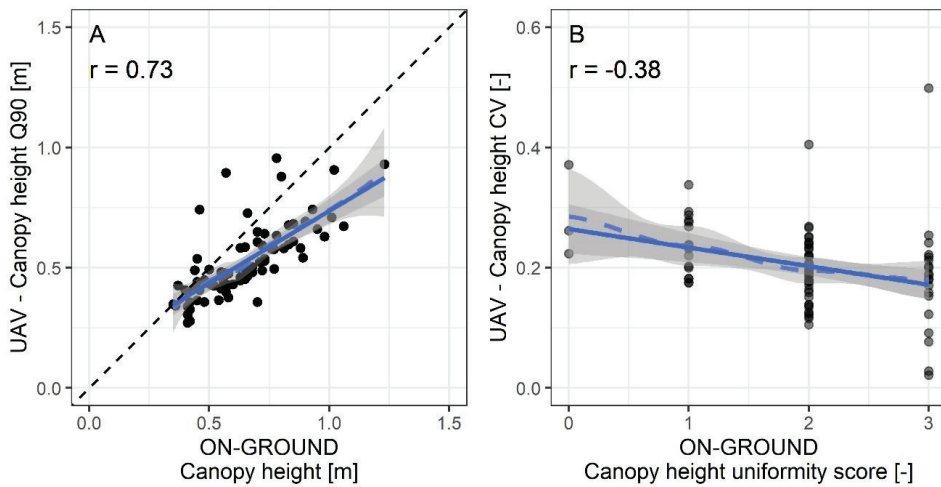 A
r = 0.73
UAV - Canopy height Q90 [m]
1.5
1.0
0.5
0.0
0.0 0.5 1.0 1.5
ON-GROUND
Canopy height [m]
B
r = -0.38
UAV - Canopy height CV [-]
0.6
0.4
0.2
0.0
0 1 2 3
ON-GROUND
Canopy height uniformity score [-]